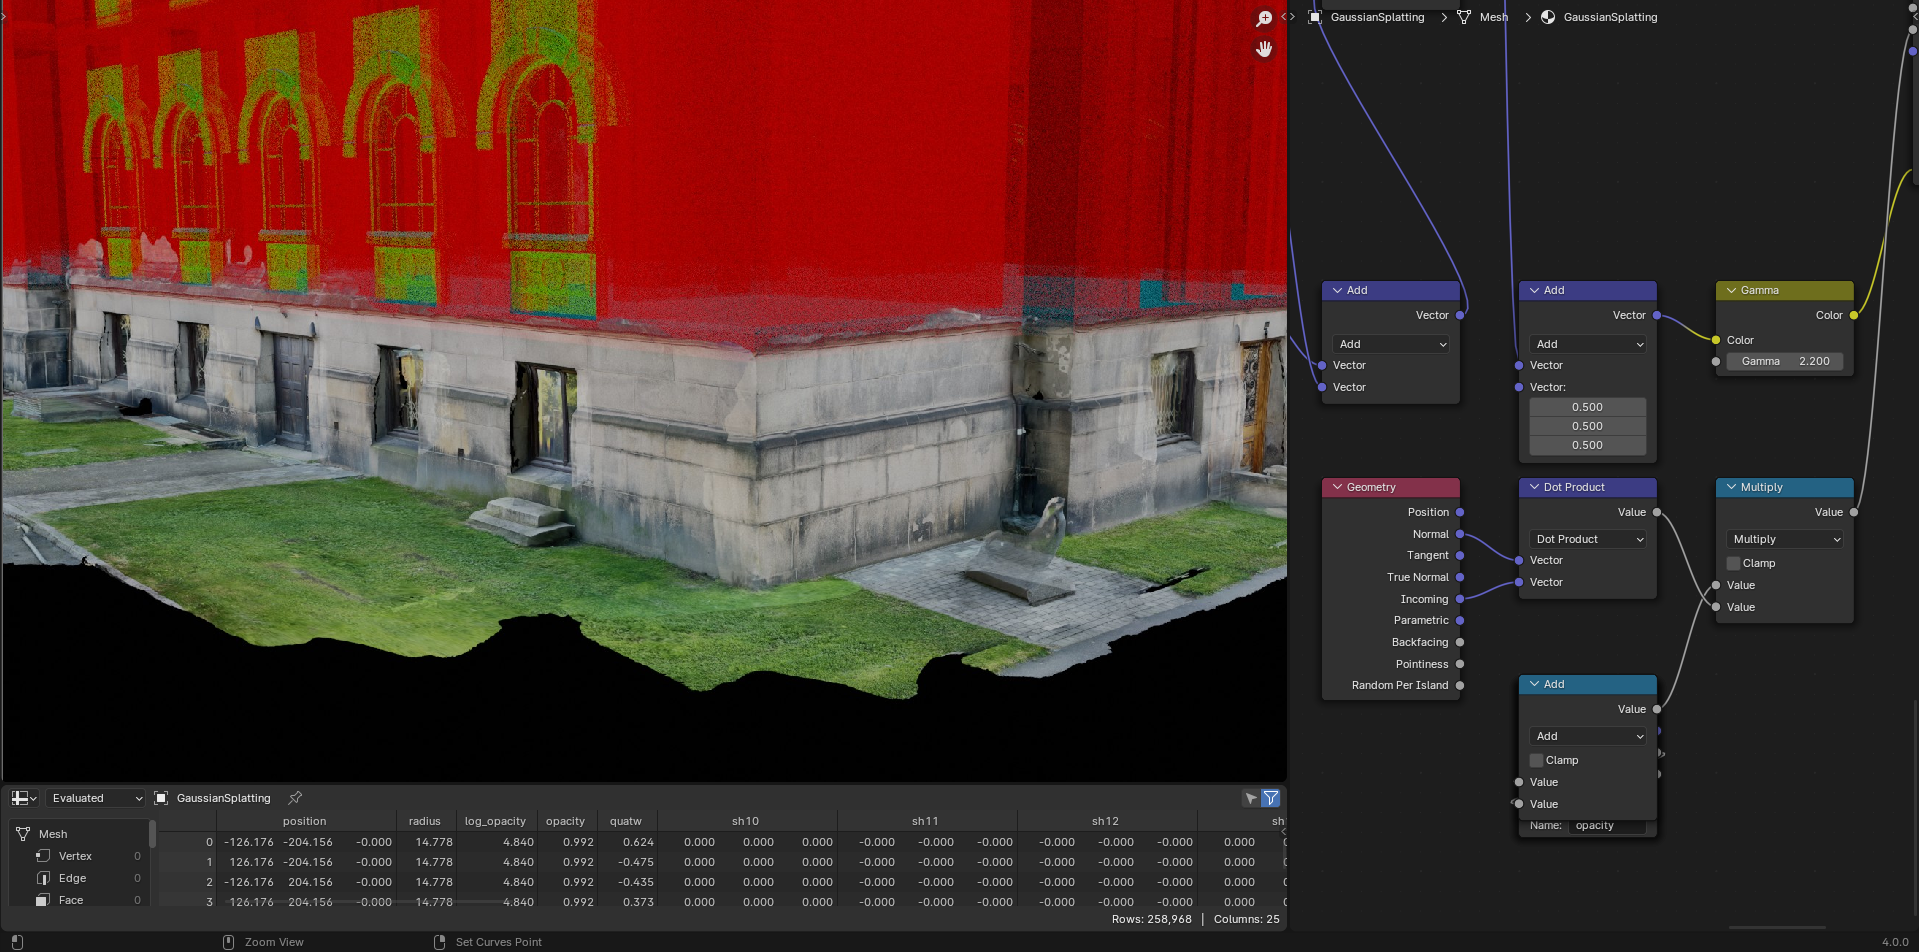 GaussianSplatting > Mesh > GaussianSplatting
Add
Vector
Add
Vector
Vector
Add
Vector
Add
Vector
Vector:
0.500
0.500
0.500
Gamma
Color
Color
Gamma 2.200
Geometry
Position
Normal
Tangent
True Normal
Incoming
Parametric
Backfacing
Pointiness
Random Per Island
Dot Product
Value
Dot Product
Vector
Vector
Multiply
Value
Multiply
Clamp
Value
Value
Add
Value
Add
Clamp
Value
Value
Name: opacity
Evaluated GaussianSplatting
Mesh
Vertex 0
Edge 0
Face 0
position radius log_opacity opacity quatw sh10 sh11 sh12 sh
0 -126.176 -204.156 -0.000 14.778 4.840 0.992 0.624 0.000 0.000 0.000 -0.000 -0.000 -0.000 -0.000 -0.000 -0.000 0.000
1 126.176 -204.156 -0.000 14.778 4.840 0.992 -0.475 0.000 0.000 0.000 -0.000 -0.000 -0.000 -0.000 -0.000 -0.000 0.000
2 -126.176 204.156 -0.000 14.778 4.840 0.992 -0.435 0.000 0.000 0.000 -0.000 -0.000 -0.000 -0.000 -0.000 -0.000 0.000
3 126.176 204.156 -0.000 14.778 4.840 0.992 0.373 0.000 0.000 0.000 -0.000 -0.000 -0.000 -0.000 -0.000 -0.000 0.000
Rows: 258,968 | Columns: 25
Zoom View Set Curves Point 4.0.0